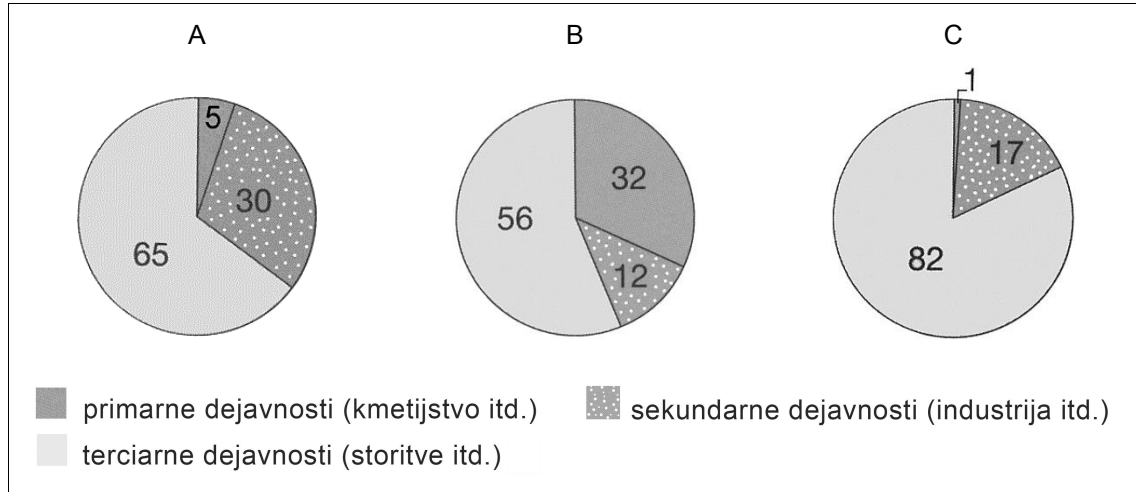 A B C
5
30
65
32
12
56
1
17
82
primarne dejavnosti (kmetijstvo itd.)
sekundarne dejavnosti (industrija itd.)
terciarne dejavnosti (storitve itd.)